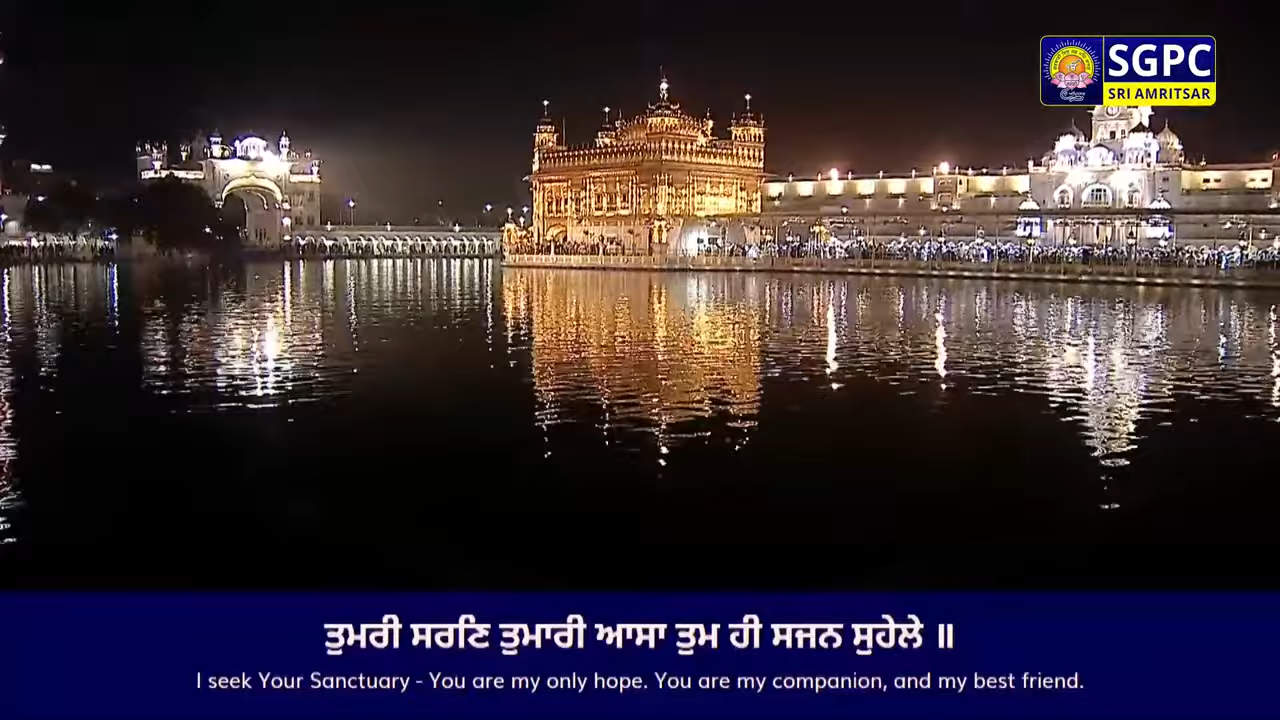 SGPC
SRI AMRITSAR
ਤੁਮਰੀ ਸਰਣਿ ਤੁਮਾਰੀ ਆਸਾ ਤੁਮ ਹੀ ਸਜਨ ਸੁਹੇਲੇ ॥
I seek Your Sanctuary - You are my only hope. You are my companion, and my best friend.